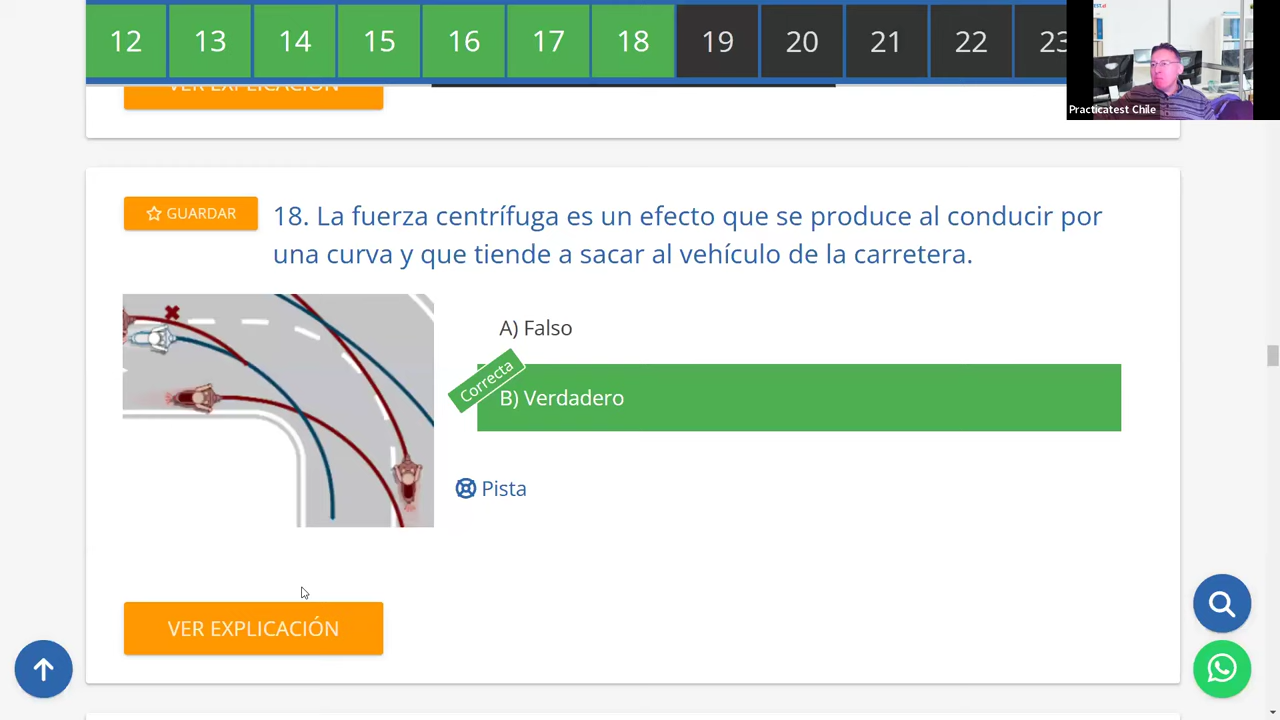 12 13 14 15 16 17 18 19 20 21 22 23
Practicatest Chile
VER EXPLICACIÓN
GUARDAR
18. La fuerza centrífuga es un efecto que se produce al conducir por
una curva y que tiende a sacar al vehículo de la carretera.
A) Falso
Correcta
B) Verdadero
Pista
VER EXPLICACIÓN